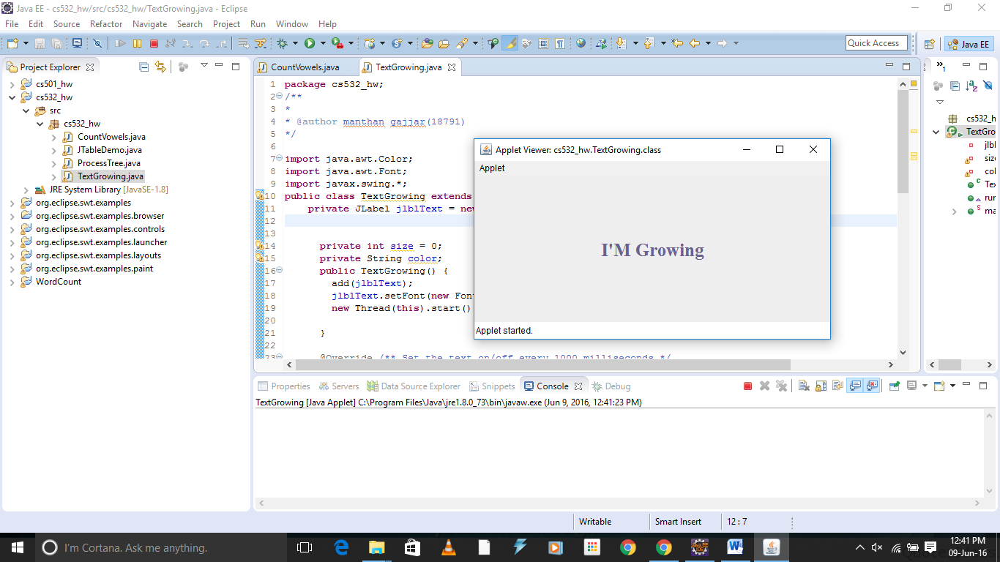 Java EE - cs532_hw/src/cs532_hw/TextGrowing.java - Eclipse
File Edit Source Refactor Navigate Search Project Run Window Help
Quick Access
Java EE
Project Explorer
cs501_hw
cs532_hw
src
cs532_hw
CountVowels.java
JTableDemo.java
ProcessTree.java
TextGrowing.java
JRE System Library [JavaSE-1.8]
org.eclipse.swt.examples
org.eclipse.swt.examples.browser
org.eclipse.swt.examples.controls
org.eclipse.swt.examples.launcher
org.eclipse.swt.examples.layouts
org.eclipse.swt.examples.paint
WordCount
CountVowels.java TextGrowing.java
1 package cs532_hw;
2 /**
3 *
4 * @author manthan gajjar(18791)
5 */
6
7 import java.awt.Color;
8 import java.awt.Font;
9 import javax.swing.*;
10 public class TextGrowing extends
11 private JLabel jlblText = new
12
13
14 private int size = 0;
15 private String color;
16 public TextGrowing() {
17 add(jlblText);
18 jlblText.setFont(new Font
19 new Thread(this).start()
20
21 }
22
23 @Override /** Set the text on/off every 1000 milliseconds */
Applet Viewer: cs532_hw.TextGrowing.class
Applet
I'M Growing
Applet started.
1
cs532_h
TextGro
jlbl
size
col
Tex
run
ma
Properties Servers Data Source Explorer Snippets Console Debug
TextGrowing [Java Applet] C:\Program Files\Java\jre1.8.0_73\bin\javaw.exe (Jun 9, 2016, 12:41:23 PM)
Writable Smart Insert 12 : 7
I'm Cortana. Ask me anything.
12:41 PM
09-Jun-16